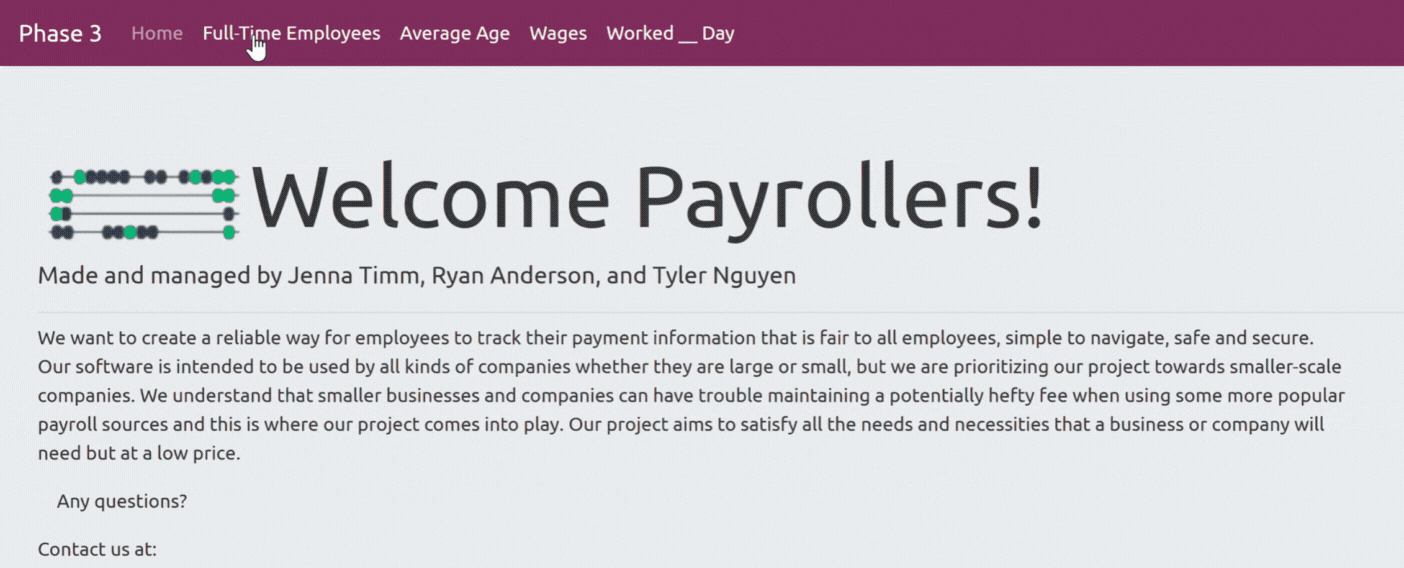 Phase 3 Home Full-Time Employees Average Age Wages Worked __ Day
Welcome Payrollers!
Made and managed by Jenna Timm, Ryan Anderson, and Tyler Nguyen
We want to create a reliable way for employees to track their payment information that is fair to all employees, simple to navigate, safe and secure.
Our software is intended to be used by all kinds of companies whether they are large or small, but we are prioritizing our project towards smaller-scale
companies. We understand that smaller businesses and companies can have trouble maintaining a potentially hefty fee when using some more popular
payroll sources and this is where our project comes into play. Our project aims to satisfy all the needs and necessities that a business or company will
need but at a low price.
Any questions?
Contact us at: